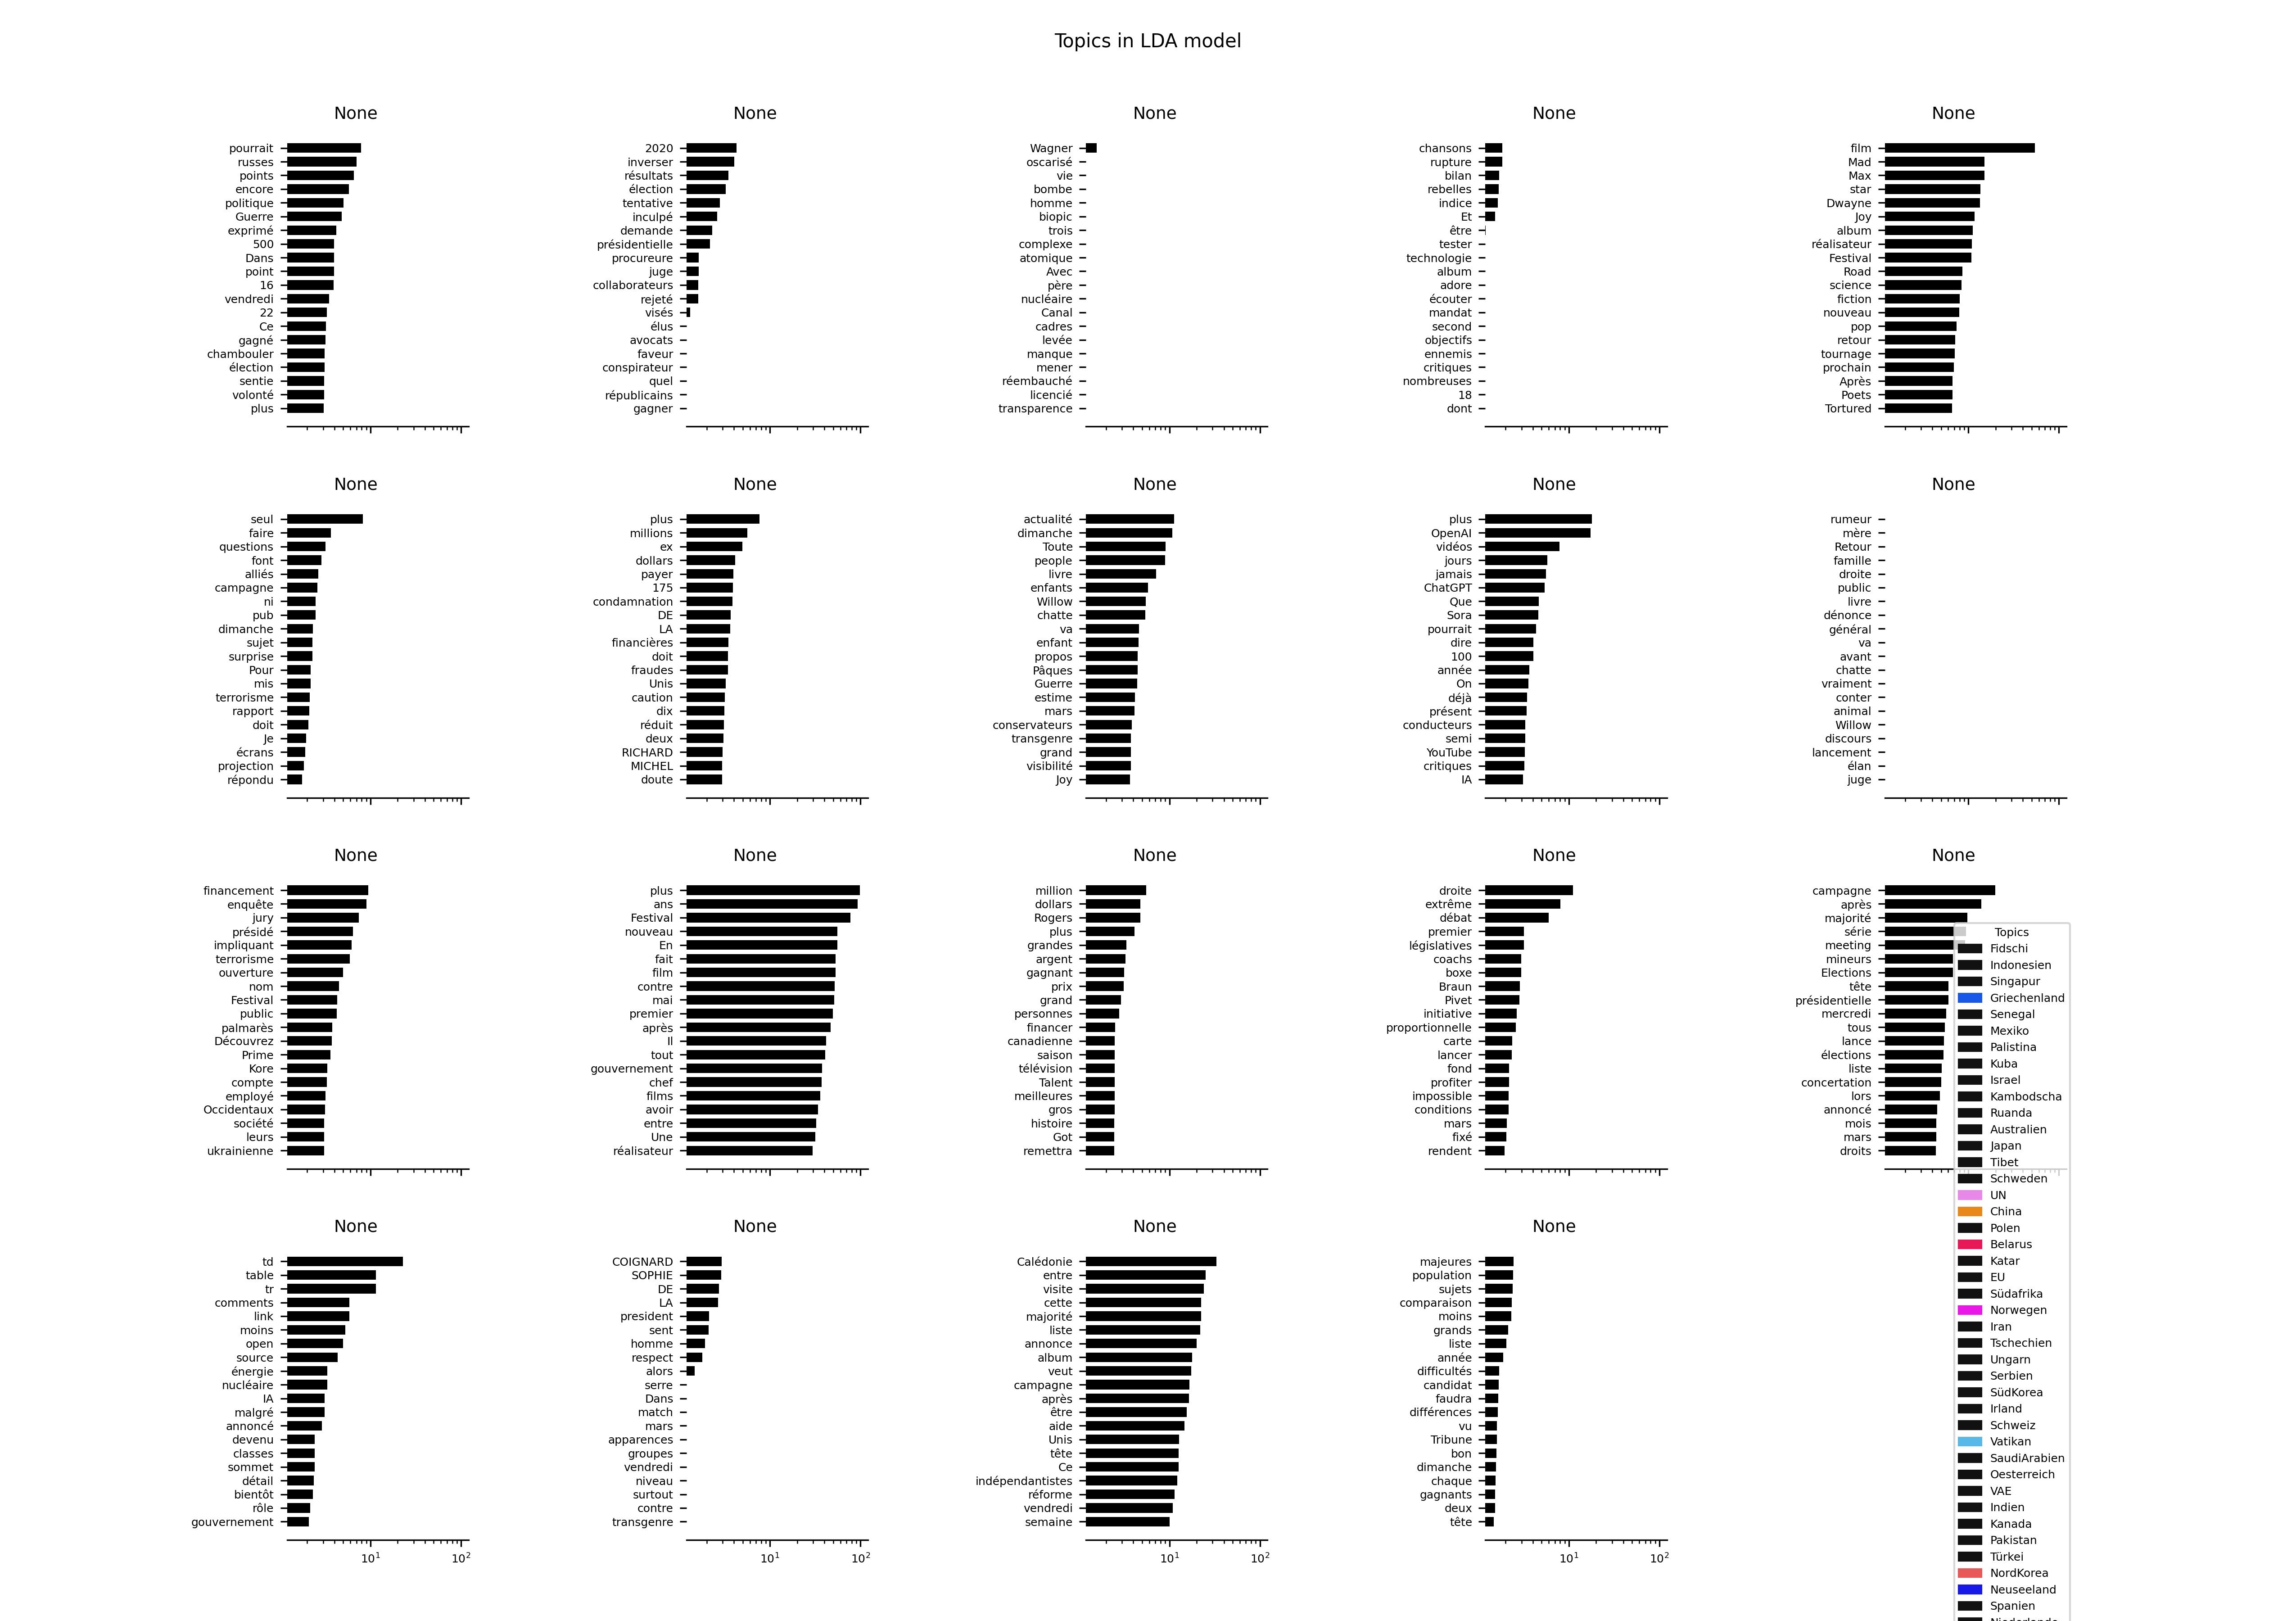 Topics in LDA model
None
pourrait
russes
points
encore
politique
Guerre
exprimé
500
Dans
point
16
vendredi
22
Ce
gagné
chambouler
élection
sentie
volonté
plus
None
2020
inverser
résultats
élection
tentative
inculpé
demande
présidentielle
procureure
juge
collaborateurs
rejeté
visés
élus
avocats
faveur
conspirateur
quel
républicains
gagner
None
Wagner
oscarisé
vie
bombe
homme
biopic
trois
complexe
atomique
Avec
père
nucléaire
Canal
cadres
levée
manque
mener
réembauché
licencié
transparence
None
chansons
rupture
bilan
rebelles
indice
Et
être
tester
technologie
album
adore
écouter
mandat
second
objectifs
ennemis
critiques
nombreuses
18
dont
None
film
Mad
Max
star
Dwayne
Joy
album
réalisateur
Festival
Road
science
fiction
nouveau
pop
retour
tournage
prochain
Après
Poets
Tortured
None
seul
faire
questions
font
alliés
campagne
ni
pub
dimanche
sujet
surprise
Pour
mis
terrorisme
rapport
doit
Je
écrans
projection
répondu
None
plus
millions
ex
dollars
payer
175
condamnation
DE
LA
financières
doit
fraudes
Unis
caution
dix
réduit
deux
RICHARD
MICHEL
doute
None
actualité
dimanche
Toute
people
livre
enfants
Willow
chatte
va
enfant
propos
Pâques
Guerre
estime
mars
conservateurs
transgenre
grand
visibilité
Joy
None
plus
OpenAI
vidéos
jours
jamais
ChatGPT
Que
Sora
pourrait
dire
100
année
On
déjà
présent
conducteurs
semi
YouTube
critiques
IA
None
rumeur
mère
Retour
famille
droite
public
livre
dénonce
général
va
avant
chatte
vraiment
conter
animal
Willow
discours
lancement
élan
juge
None
financement
enquête
jury
présidé
impliquant
terrorisme
ouverture
nom
Festival
public
palmarès
Découvrez
Prime
Kore
compte
employé
Occidentaux
société
leurs
ukrainienne
None
plus
ans
Festival
nouveau
En
fait
film
contre
mai
premier
après
Il
tout
gouvernement
chef
films
avoir
entre
Une
réalisateur
None
million
dollars
Rogers
plus
grandes
argent
gagnant
prix
grand
personnes
financer
canadienne
saison
télévision
Talent
meilleures
gros
histoire
Got
remettra
None
droite
extrême
débat
premier
législatives
coachs
boxe
Braun
Pivet
initiative
proportionnelle
carte
lancer
fond
profiter
impossible
conditions
mars
fixé
rendent
None
campagne
après
majorité
série
meeting
mineurs
Elections
tête
présidentielle
mercredi
tous
lance
élections
liste
concertation
lors
annoncé
mois
mars
droits
None
td
table
tr
comments
link
moins
open
source
énergie
nucléaire
IA
malgré
annoncé
devenu
classes
sommet
détail
bientôt
rôle
gouvernement
10¹ 10²
None
COIGNARD
SOPHIE
DE
LA
president
sent
homme
respect
alors
serre
Dans
match
mars
apparences
groupes
vendredi
niveau
surtout
contre
transgenre
10¹ 10²
None
Calédonie
entre
visite
cette
majorité
liste
annonce
album
veut
campagne
après
être
aide
Unis
tête
Ce
indépendantistes
réforme
vendredi
semaine
10¹ 10²
None
majeures
population
sujets
comparaison
moins
grands
liste
année
difficultés
candidat
faudra
différences
vu
Tribune
bon
dimanche
chaque
gagnants
deux
tête
10¹ 10²
Topics
Fidschi
Indonesien
Singapur
Griechenland
Senegal
Mexiko
Palistina
Kuba
Israel
Kambodscha
Ruanda
Australien
Japan
Tibet
Schweden
UN
China
Polen
Belarus
Katar
EU
Südafrika
Norwegen
Iran
Tschechien
Ungarn
Serbien
SüdKorea
Irland
Schweiz
Vatikan
SaudiArabien
Oesterreich
VAE
Indien
Kanada
Pakistan
Türkei
NordKorea
Neuseeland
Spanien